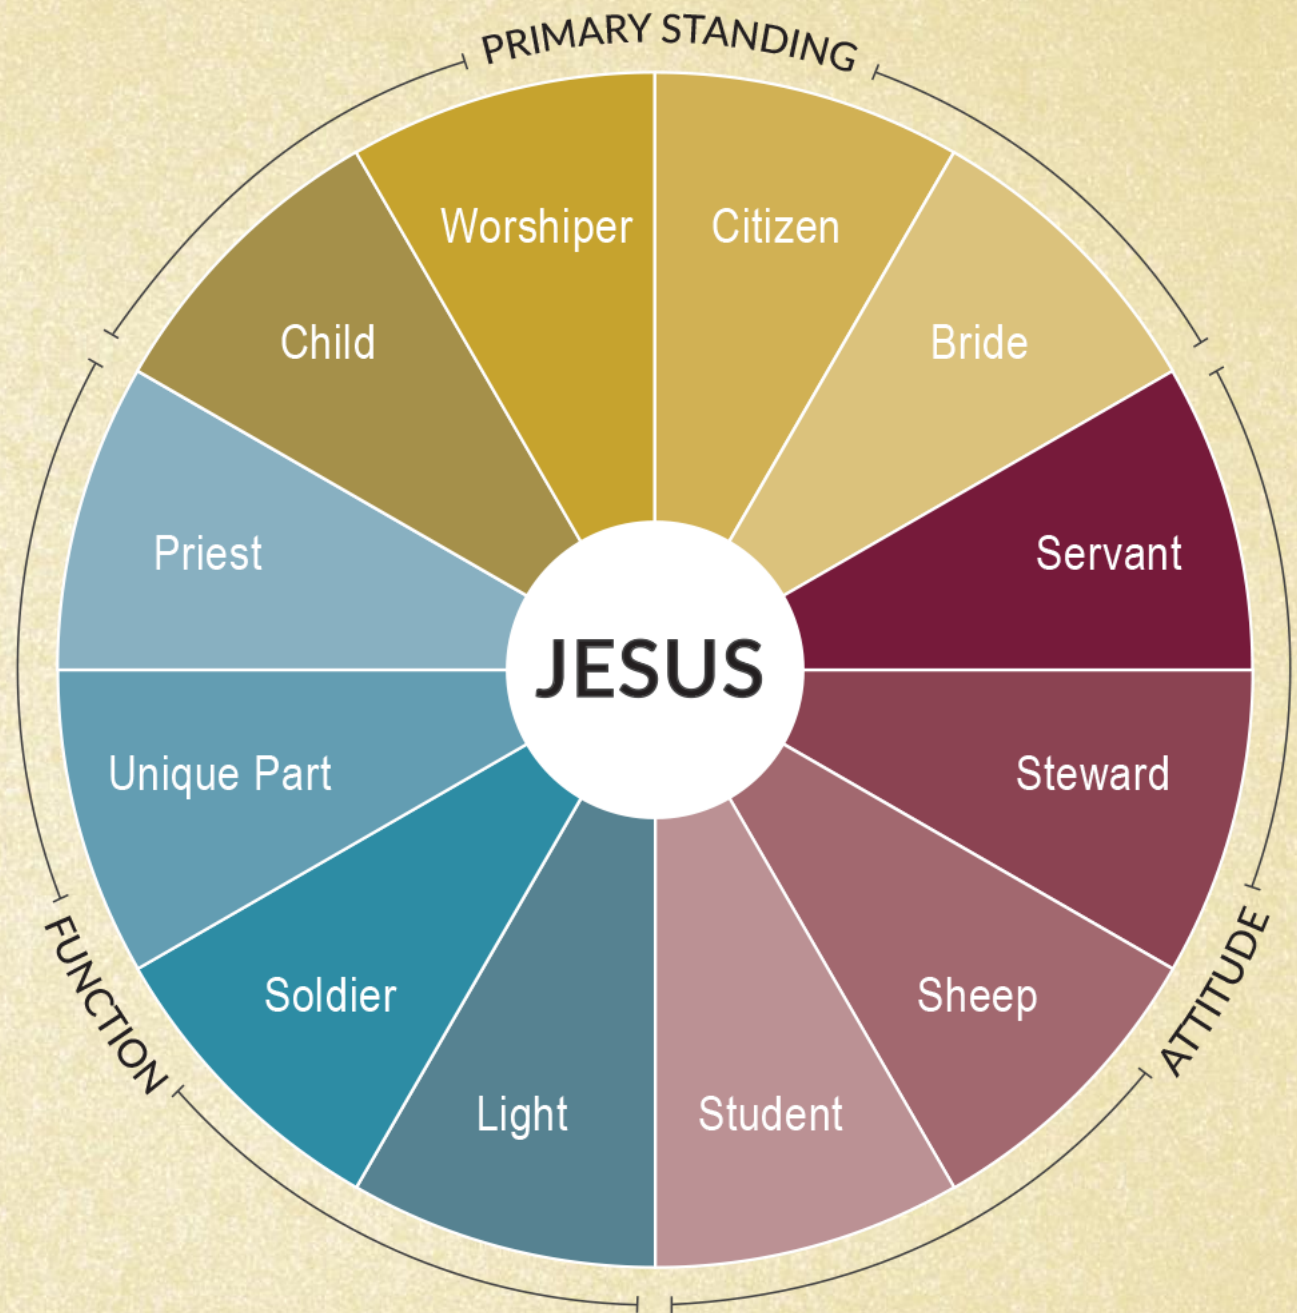 PRIMARY STANDING
Worshiper
Citizen
Child
Bride
Priest
Servant
JESUS
Unique Part
Steward
Soldier
Sheep
Light
Student
FUNCTION
ATTITUDE